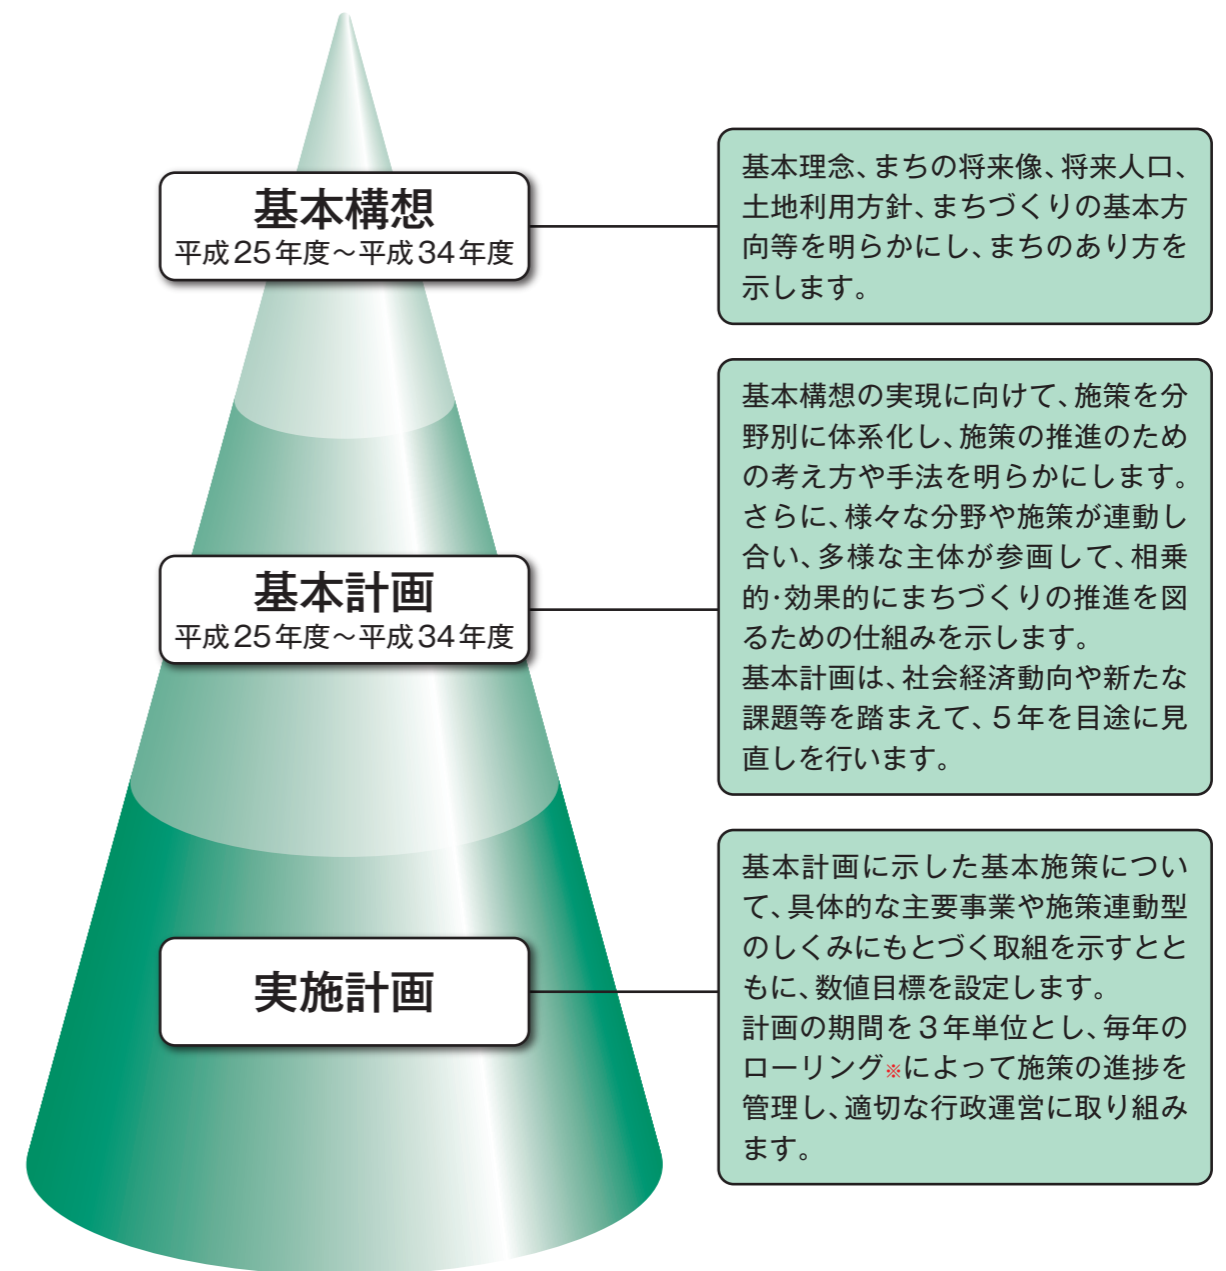 基本構想
平成25年度～平成34年度
基本理念、まちの将来像、将来人口、
土地利用方針、まちづくりの基本方
向等を明らかにし、まちのあり方を
示します。
基本計画
平成25年度～平成34年度
基本構想の実現に向けて、施策を分
野別に体系化し、施策の推進のため
の考え方や手法を明らかにします。
さらに、様々な分野や施策が連動し
合い、多様な主体が参画して、相乗
的・効果的にまちづくりの推進を図
るための仕組みを示します。
基本計画は、社会経済動向や新たな
課題等を踏まえて、5年を目途に見
直しを行います。
実施計画
基本計画に示した基本施策につい
て、具体的な主要事業や施策連動型
のしくみにもとづく取組を示すとと
もに、数値目標を設定します。
計画の期間を3年単位とし、毎年の
ローリング※によって施策の進捗を
管理し、適切な行政運営に取り組み
ます。